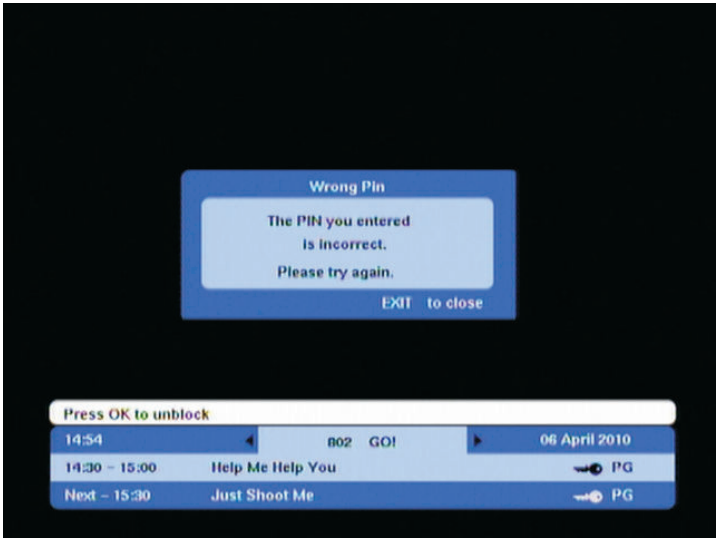 Wrong Pin
The PIN you entered
is incorrect.
Please try again.
EXIT to close
Press OK to unblock
14:54 802 GO! 06 April 2010
14:30 – 15:00 Help Me Help You PG
Next – 15:30 Just Shoot Me PG